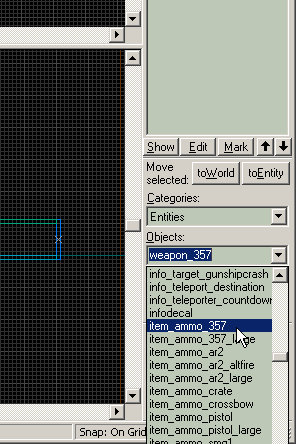 Show Edit Mark
Move
selected:
toWorld toEntity
Categories:
Entities
Objects:
weapon_357
info_target_gunshipcrash
info_teleport_destination
info_teleporter_countdown
infodecal
item_ammo_357
item_ammo_357_large
item_ammo_ar2
item_ammo_ar2_altfire
item_ammo_ar2_large
item_ammo_crate
item_ammo_crossbow
item_ammo_pistol
item_ammo_pistol_large
item_ammo_smg1
Snap: On Grid